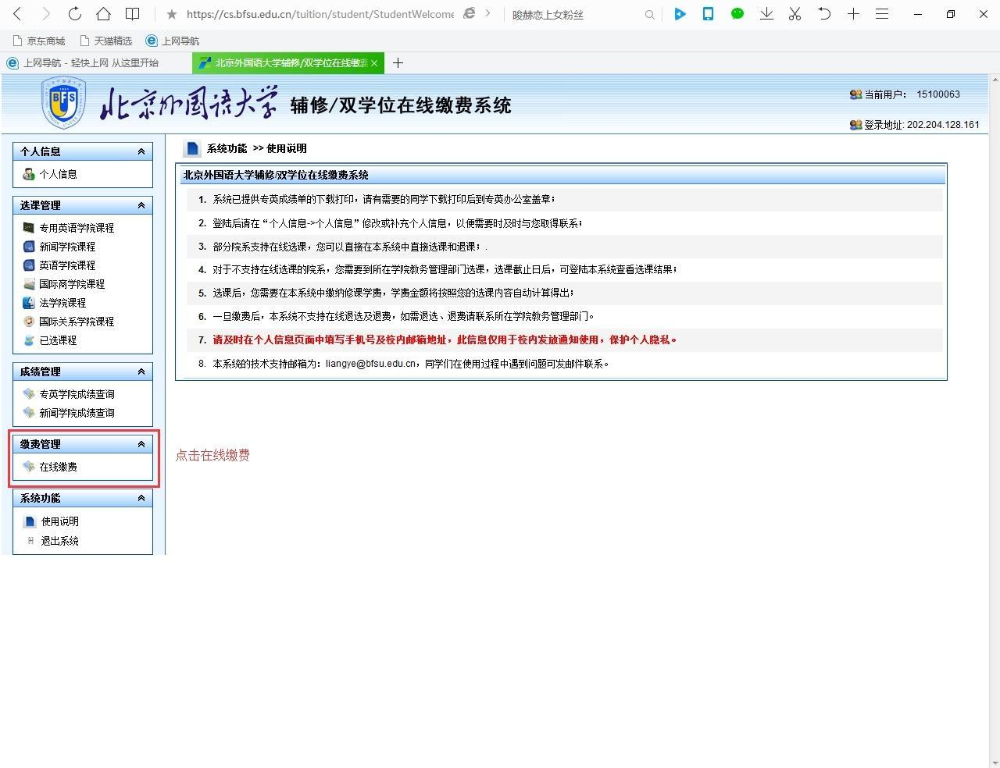 https://cs.bfsu.edu.cn/tuition/student/StudentWelcome
晙赫恋上女粉丝
京东商城
天猫精选
上网导航
上网导航 - 轻快上网 从这里开始
北京外国语大学辅修/双学位在线缴费
BFS
北京外国语大学 辅修/双学位在线缴费系统
当前用户： 15100063
登录地址: 202.204.128.161
个人信息
个人信息
选课管理
专用英语学院课程
新闻学院课程
英语学院课程
国际商学院课程
法学院课程
国际关系学院课程
已选课程
成绩管理
专英学院成绩查询
新闻学院成绩查询
缴费管理
在线缴费
系统功能
使用说明
退出系统
系统功能 >> 使用说明
北京外国语大学辅修/双学位在线缴费系统
1. 系统已提供专英成绩单的下载打印，请有需要的同学下载打印后到专英办公室盖章；
2. 登陆后请在“个人信息->个人信息”修改或补充个人信息，以便需要时及时与您取得联系；
3. 部分院系支持在线选课，您可以直接在本系统中直接选课和退课；.
4. 对于不支持在线选课的院系，您需要到所在学院教务管理部门选课，选课截止日后，可登陆本系统查看选课结果；
5. 选课后，您需要在本系统中缴纳修课学费，学费金额将按照您的选课内容自动计算得出；
6. 一旦缴费后，本系统不支持在线退选及退费，如需退选、退费请联系所在学院教务管理部门。
7. 请及时在个人信息页面中填写手机号及校内邮箱地址，此信息仅用于校内发放通知使用，保护个人隐私。
8. 本系统的技术支持邮箱为：liangye@bfsu.edu.cn，同学们在使用过程中遇到问题可发邮件联系。
点击在线缴费